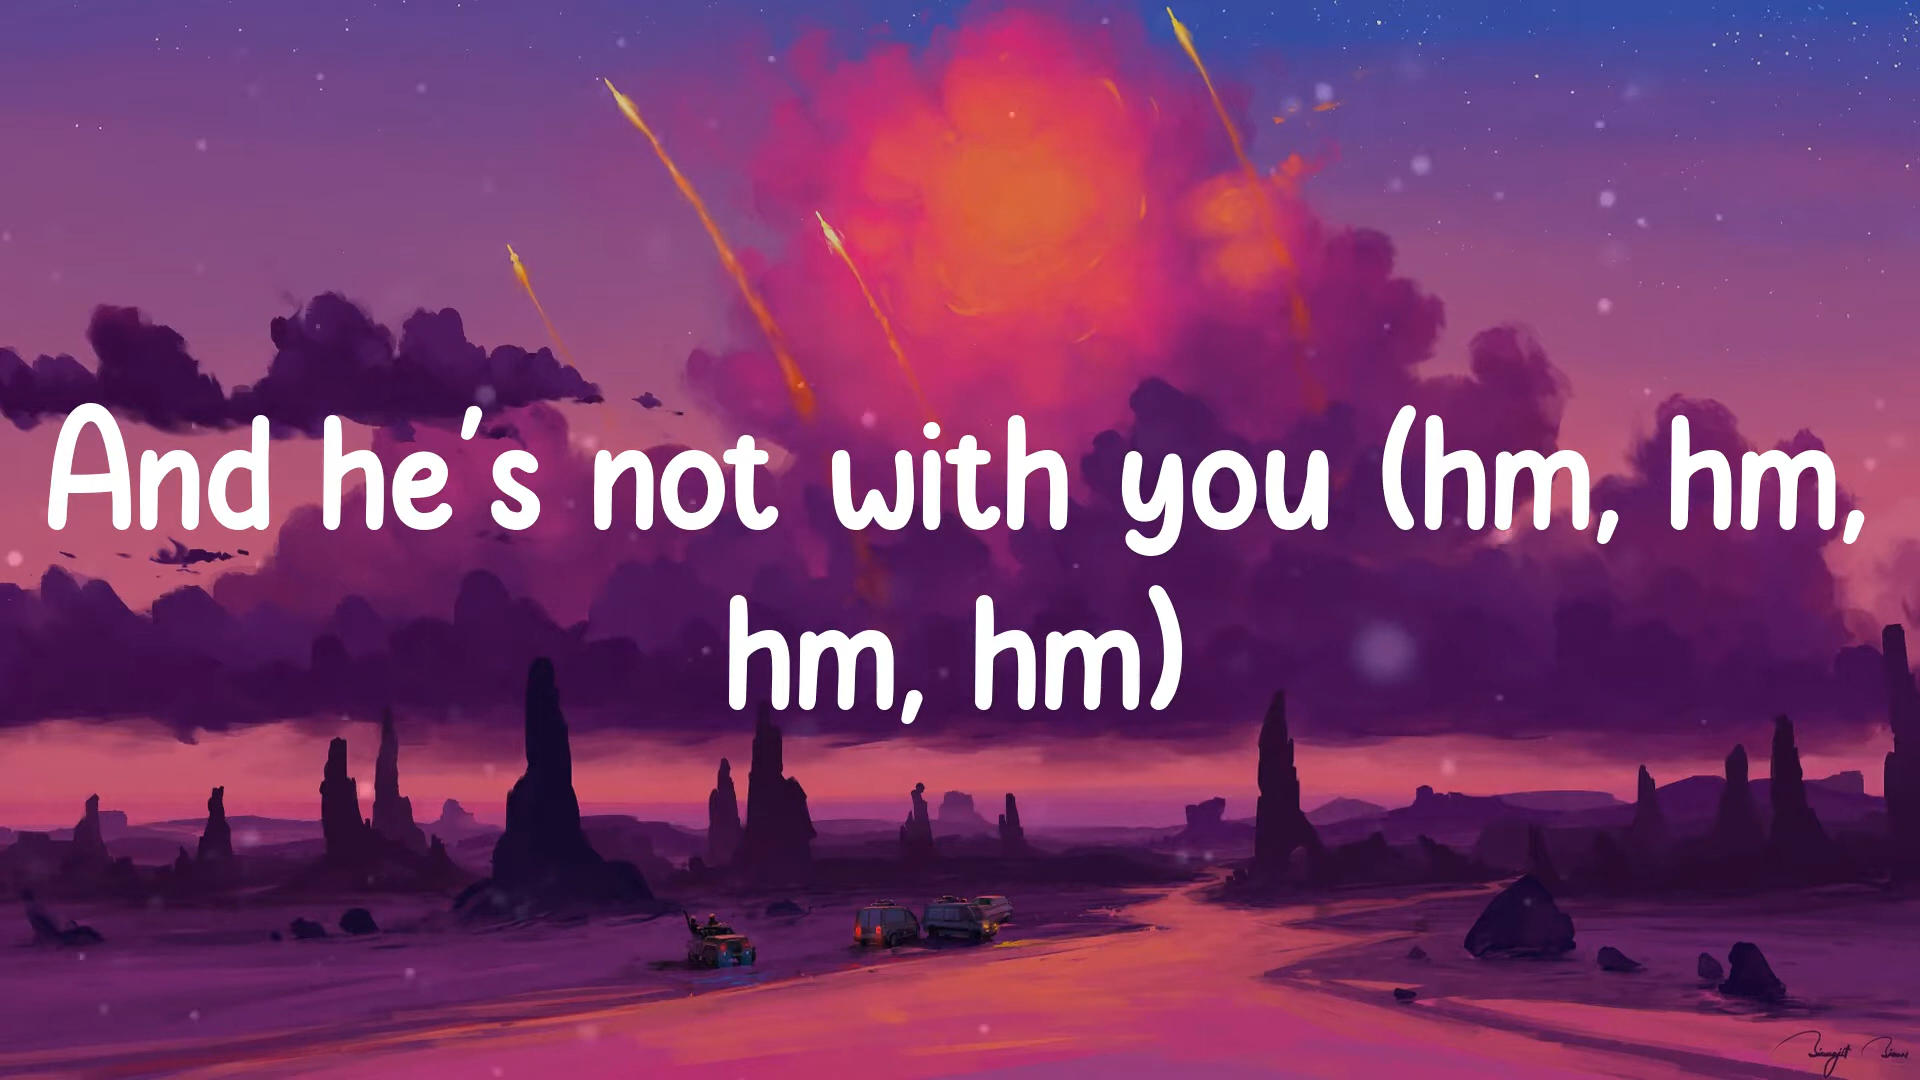 And he's not with you (hm, hm,
hm, hm)